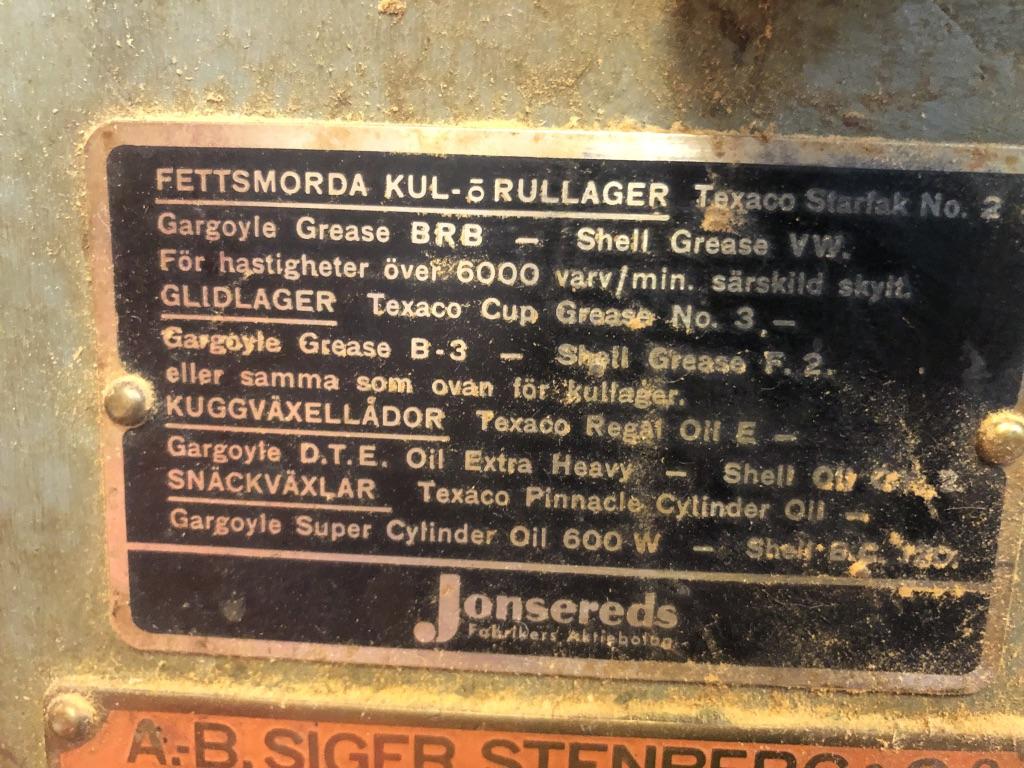 FETTSMORDA KUL- ō RULLAGER Texaco Starfak No. 2
Gargoyle Grease BRB — Shell Grease VW.
För hastigheter över 6000 varv/min. särskild skylt.
GLIDLAGER Texaco Cup Grease No. 3. —
Gargoyle Grease B-3 — Shell Grease F. 2.
eller samma som ovan för kullager.
KUGGVÄXELLÅDOR Texaco Regal Oil E —
Gargoyle D.T.E. Oil Extra Heavy — Shell Oil
SNÄCKVÄXLAR Texaco Pinnacle Cylinder Oil —
Gargoyle Super Cylinder Oil 600 W — Shell
Jonsereds
Fabrikers Aktiebolag
A.-B. SIGER STENBERG